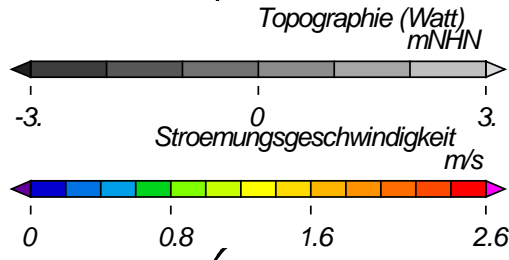 Topographie (Watt)
mNHN
-3. 0 3.
Stroemungsgeschwindigkeit
m/s
0 0.8 1.6 2.6